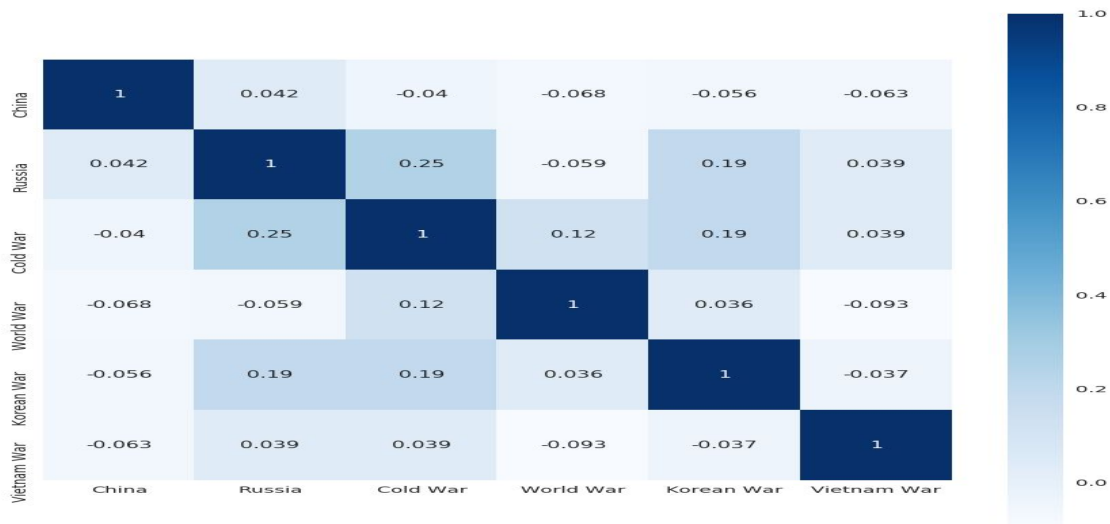 1.0
China 1 0.042 -0.04 -0.068 -0.056 -0.063
0.8
Russia 0.042 1 0.25 -0.059 0.19 0.039
0.6
Cold War -0.04 0.25 1 0.12 0.19 0.039
0.4
World War -0.068 -0.059 0.12 1 0.036 -0.093
Korean War -0.056 0.19 0.19 0.036 1 -0.037
0.2
Vietnam War -0.063 0.039 0.039 -0.093 -0.037 1
0.0
China Russia Cold War World War Korean War Vietnam War